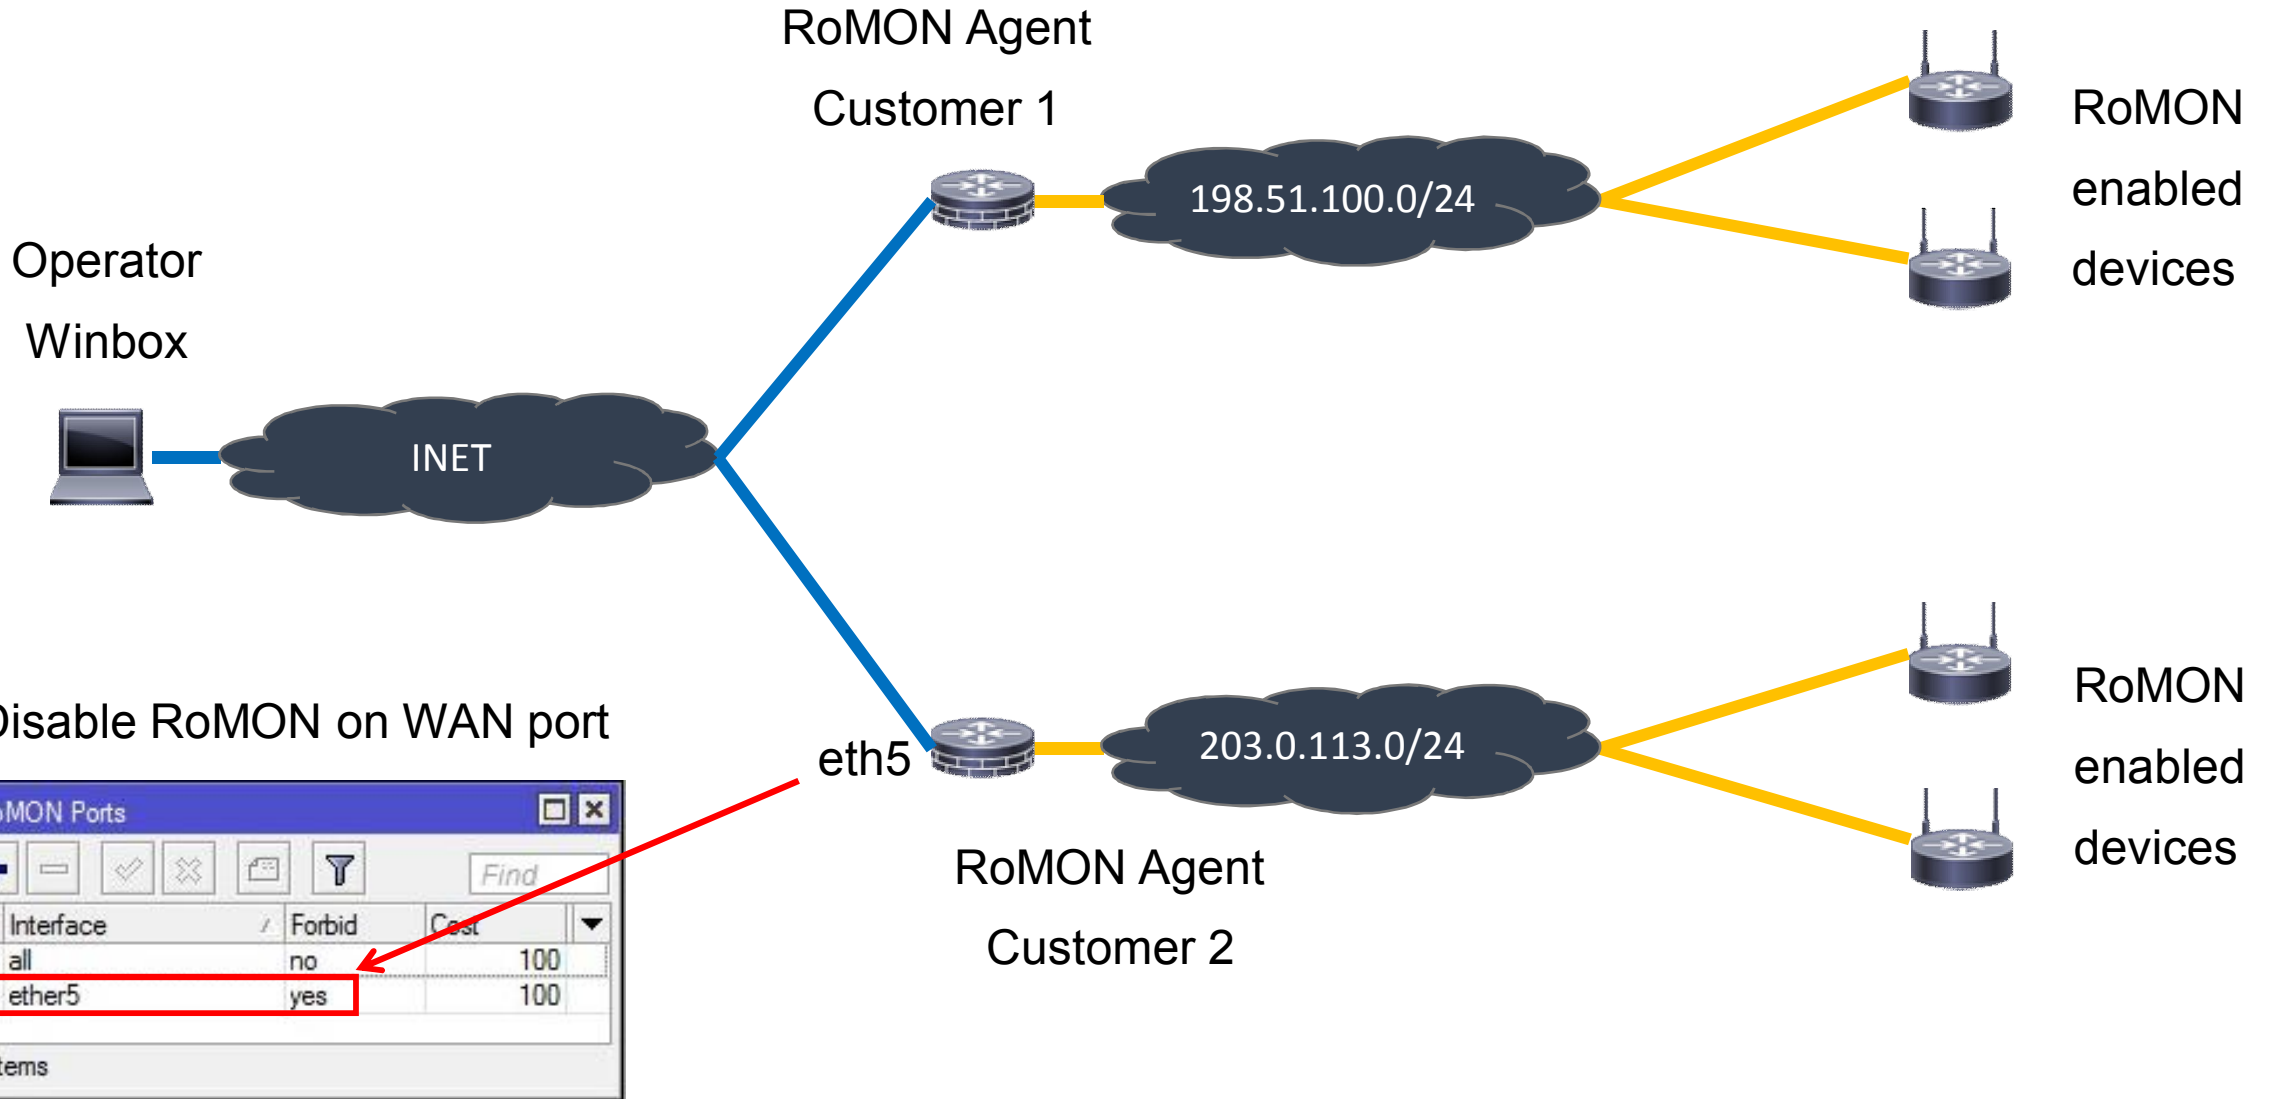 RoMON Agent
Customer 1
RoMON
enabled
devices
198.51.100.0/24
Operator
Winbox
INET
Disable RoMON on WAN port
eth5
203.0.113.0/24
RoMON
enabled
devices
RoMON Agent
Customer 2
oMON Ports
Find
Interface Forbid Cost
all no 100
ether5 yes 100
tems